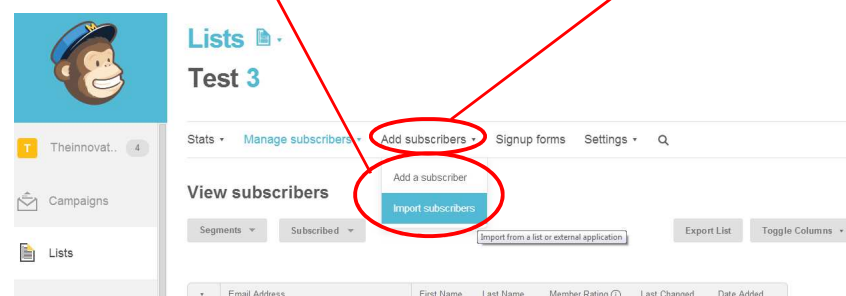 Lists
Test 3
T Theinnovat.. 4
Stats Manage subscribers Add subscribers Signup forms Settings
Add a subscriber
Import subscribers
Campaigns
View subscribers
Segments Subscribed Export List Toggle Columns
Import from a list or external application
Lists
Email Address First Name Last Name Member Rating Last Changed Date Added